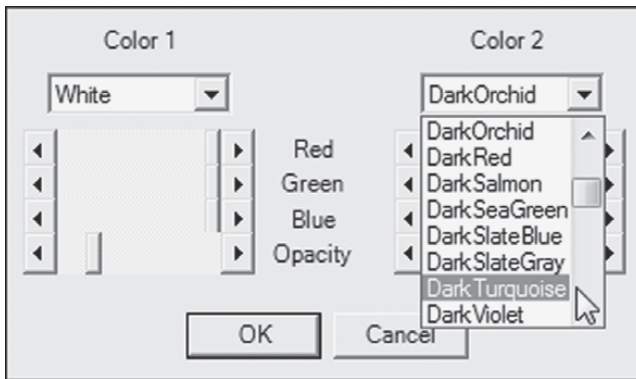 Color 1
Color 2
White
DarkOrchid
Red
Green
Blue
Opacity
DarkOrchid
DarkRed
DarkSalmon
DarkSeaGreen
DarkSlateBlue
DarkSlateGray
DarkTurquoise
DarkViolet
OK
Cancel